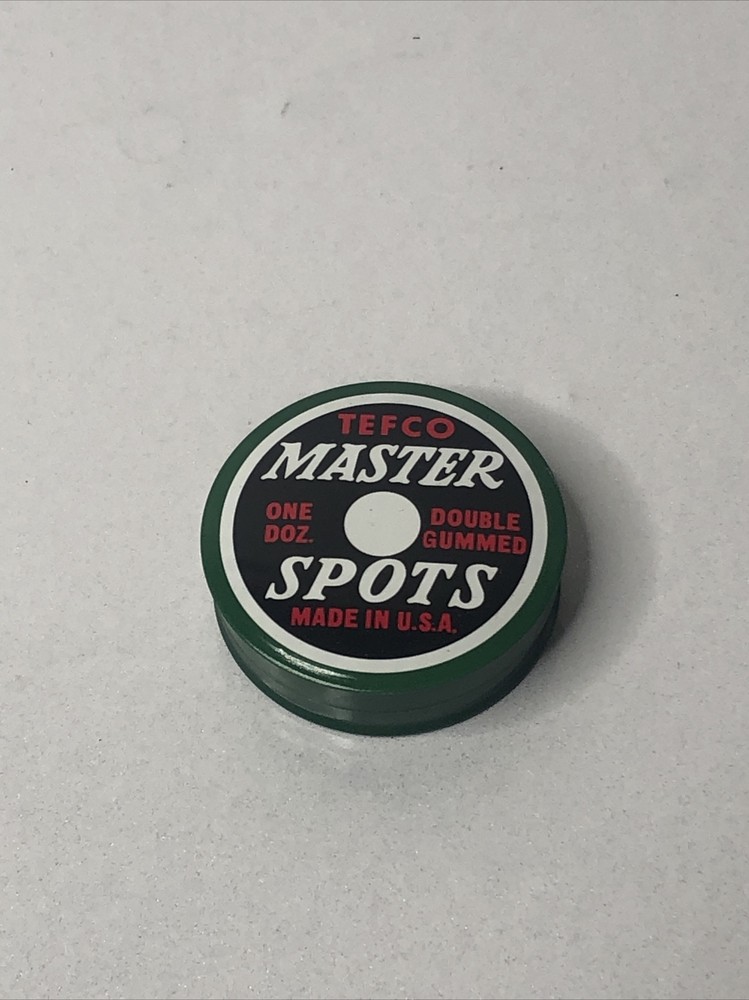 TEFCO
MASTER
ONE
DOZ.
DOUBLE
GUMMED
SPOTS
MADE IN U.S.A.